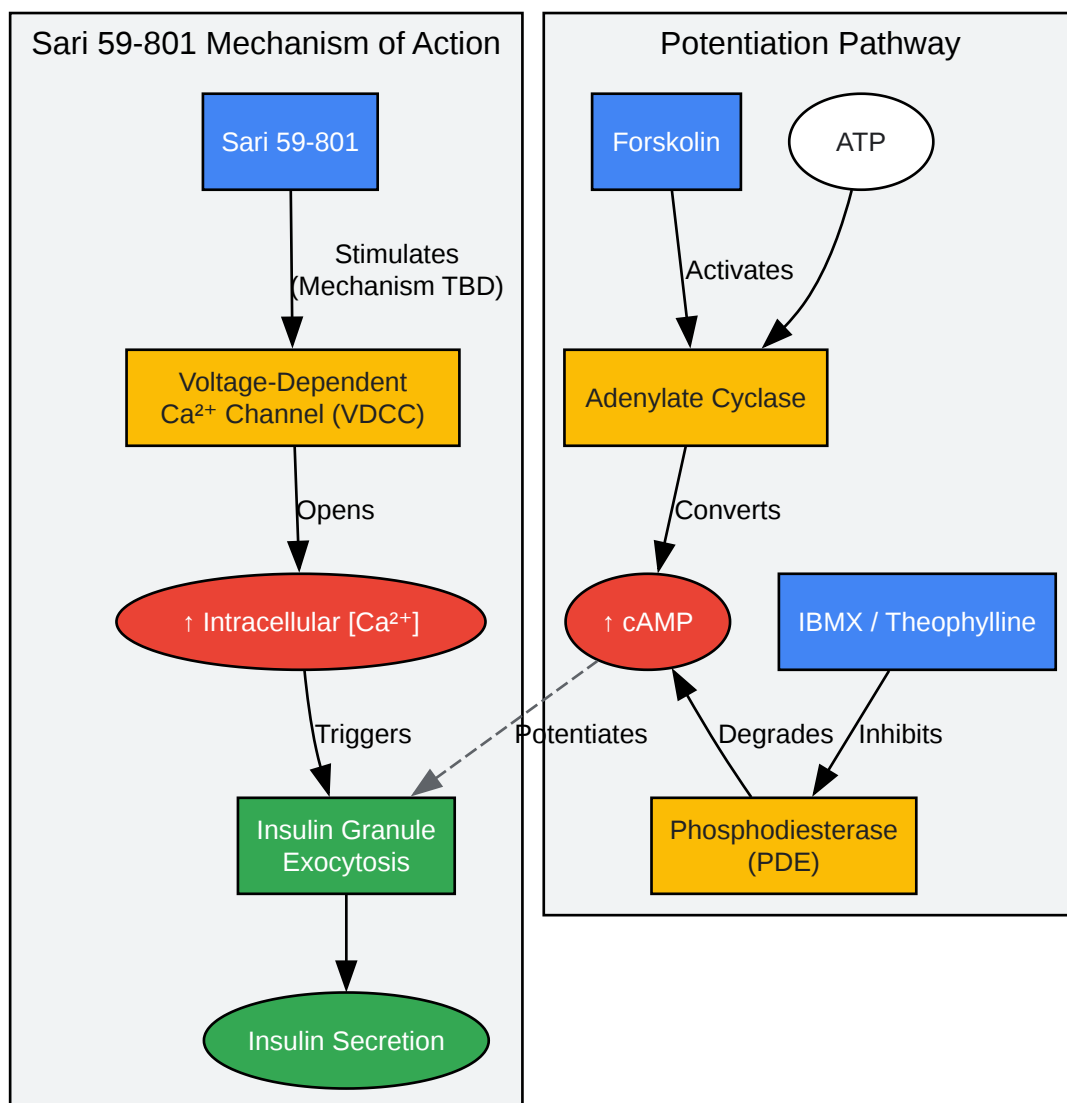 Sari 59-801 Mechanism of Action
Sari 59-801
Stimulates
(Mechanism TBD)
Voltage-Dependent
Ca²⁺ Channel (VDCC)
Opens
↑ Intracellular [Ca²⁺]
Triggers
Insulin Granule
Exocytosis
Insulin Secretion
Potentiation Pathway
Forskolin
ATP
Activates
Adenylate Cyclase
Converts
↑ cAMP
IBMX / Theophylline
Potentiates
Degrades
Inhibits
Phosphodiesterase
(PDE)